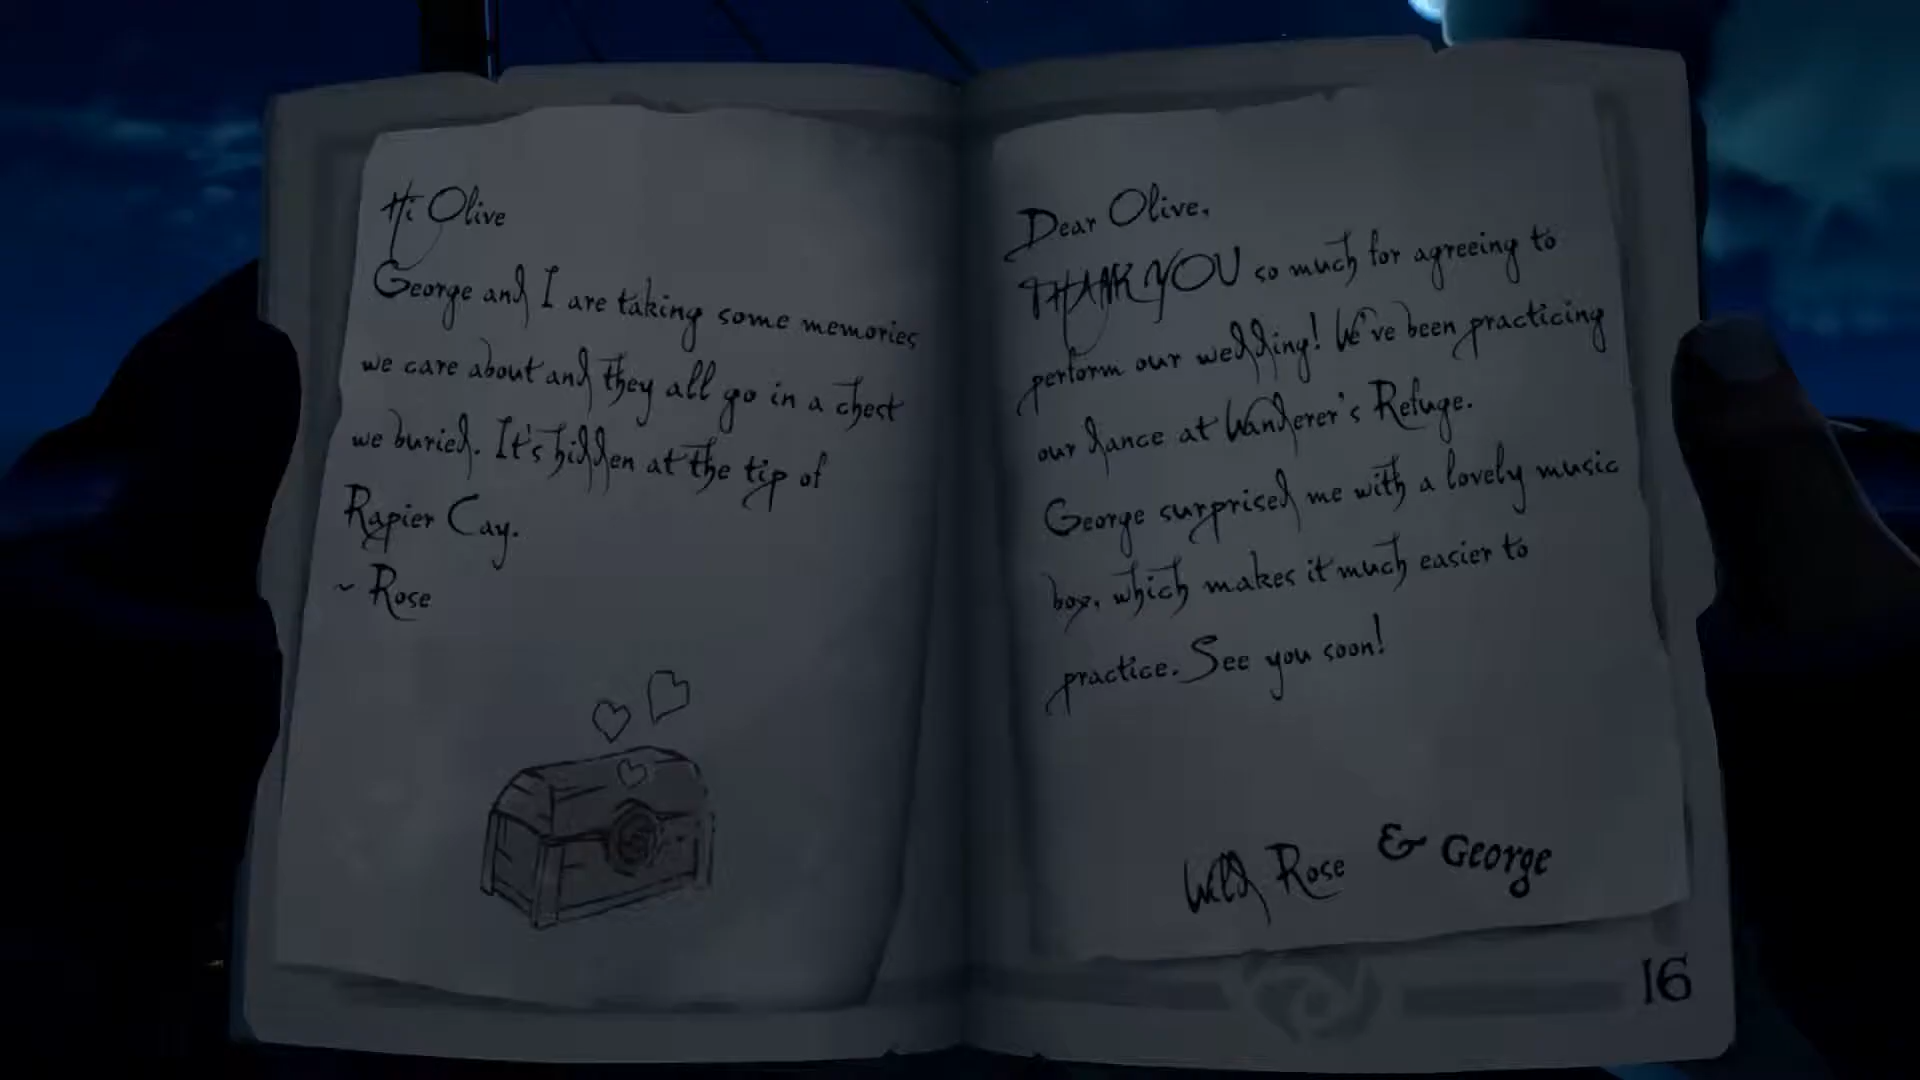 Hi Olive
George and I are taking some memories
we care about and they all go in a chest
we buried. It's hidden at the tip of
Rapier Cay.
~ Rose
Dear Olive,
THANK YOU so much for agreeing to
perform our wedding! We've been practicing
our dance at Wanderer's Refuge.
George surprised me with a lovely music
box, which makes it much easier to
practice. See you soon!
Wild Rose & George
16